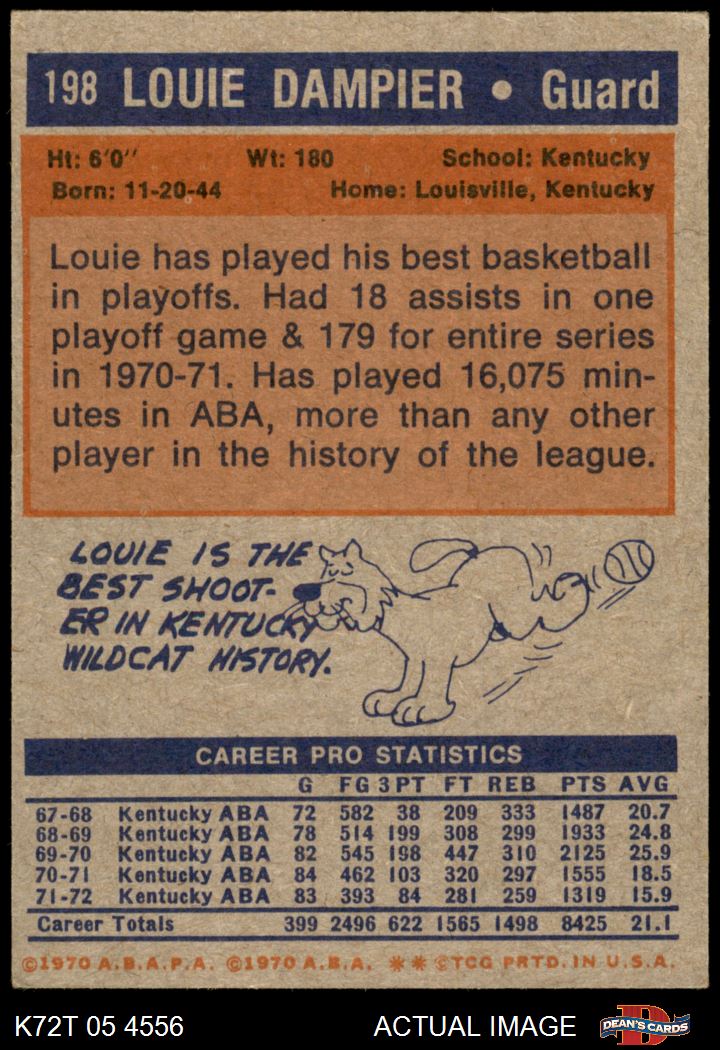 198 LOUIE DAMPIER • Guard
Ht: 6'0'' Wt: 180 School: Kentucky
Born: 11-20-44 Home: Louisville, Kentucky
Louie has played his best basketball
in playoffs. Had 18 assists in one
playoff game & 179 for entire series
in 1970-71. Has played 16,075 min-
utes in ABA, more than any other
player in the history of the league.
LOUIE IS THE
BEST SHOOT-
ER IN KENTUCKY
WILDCAT HISTORY.
CAREER PRO STATISTICS
G FG 3 PT FT REB PTS AVG
67-68 Kentucky ABA 72 582 38 209 333 1487 20.7
68-69 Kentucky ABA 78 514 199 308 299 1933 24.8
69-70 Kentucky ABA 82 545 198 447 310 2125 25.9
70-71 Kentucky ABA 84 462 103 320 297 1555 18.5
71-72 Kentucky ABA 83 393 84 281 259 1319 15.9
Career Totals 399 2496 622 1565 1498 8425 21.1
©1970 A.B.A.P.A. ©1970 A.B.A. ** ©TCG PRTD. IN U.S.A.
K72T 05 4556 ACTUAL IMAGE DEAN'S CARDS